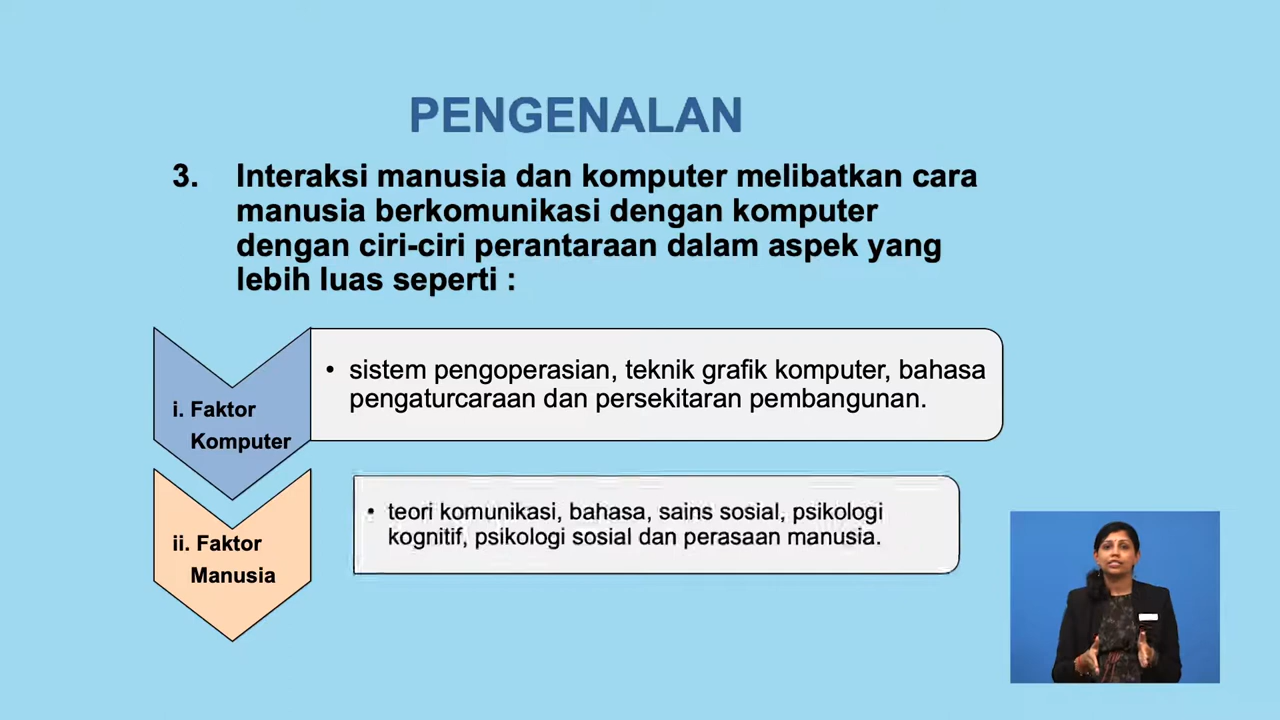 PENGENALAN
3. Interaksi manusia dan komputer melibatkan cara
manusia berkomunikasi dengan komputer
dengan ciri-ciri perantaraan dalam aspek yang
lebih luas seperti :
i. Faktor
Komputer
• sistem pengoperasian, teknik grafik komputer, bahasa
pengaturcaraan dan persekitaran pembangunan.
ii. Faktor
Manusia
• teori komunikasi, bahasa, sains sosial, psikologi
kognitif, psikologi sosial dan perasaan manusia.